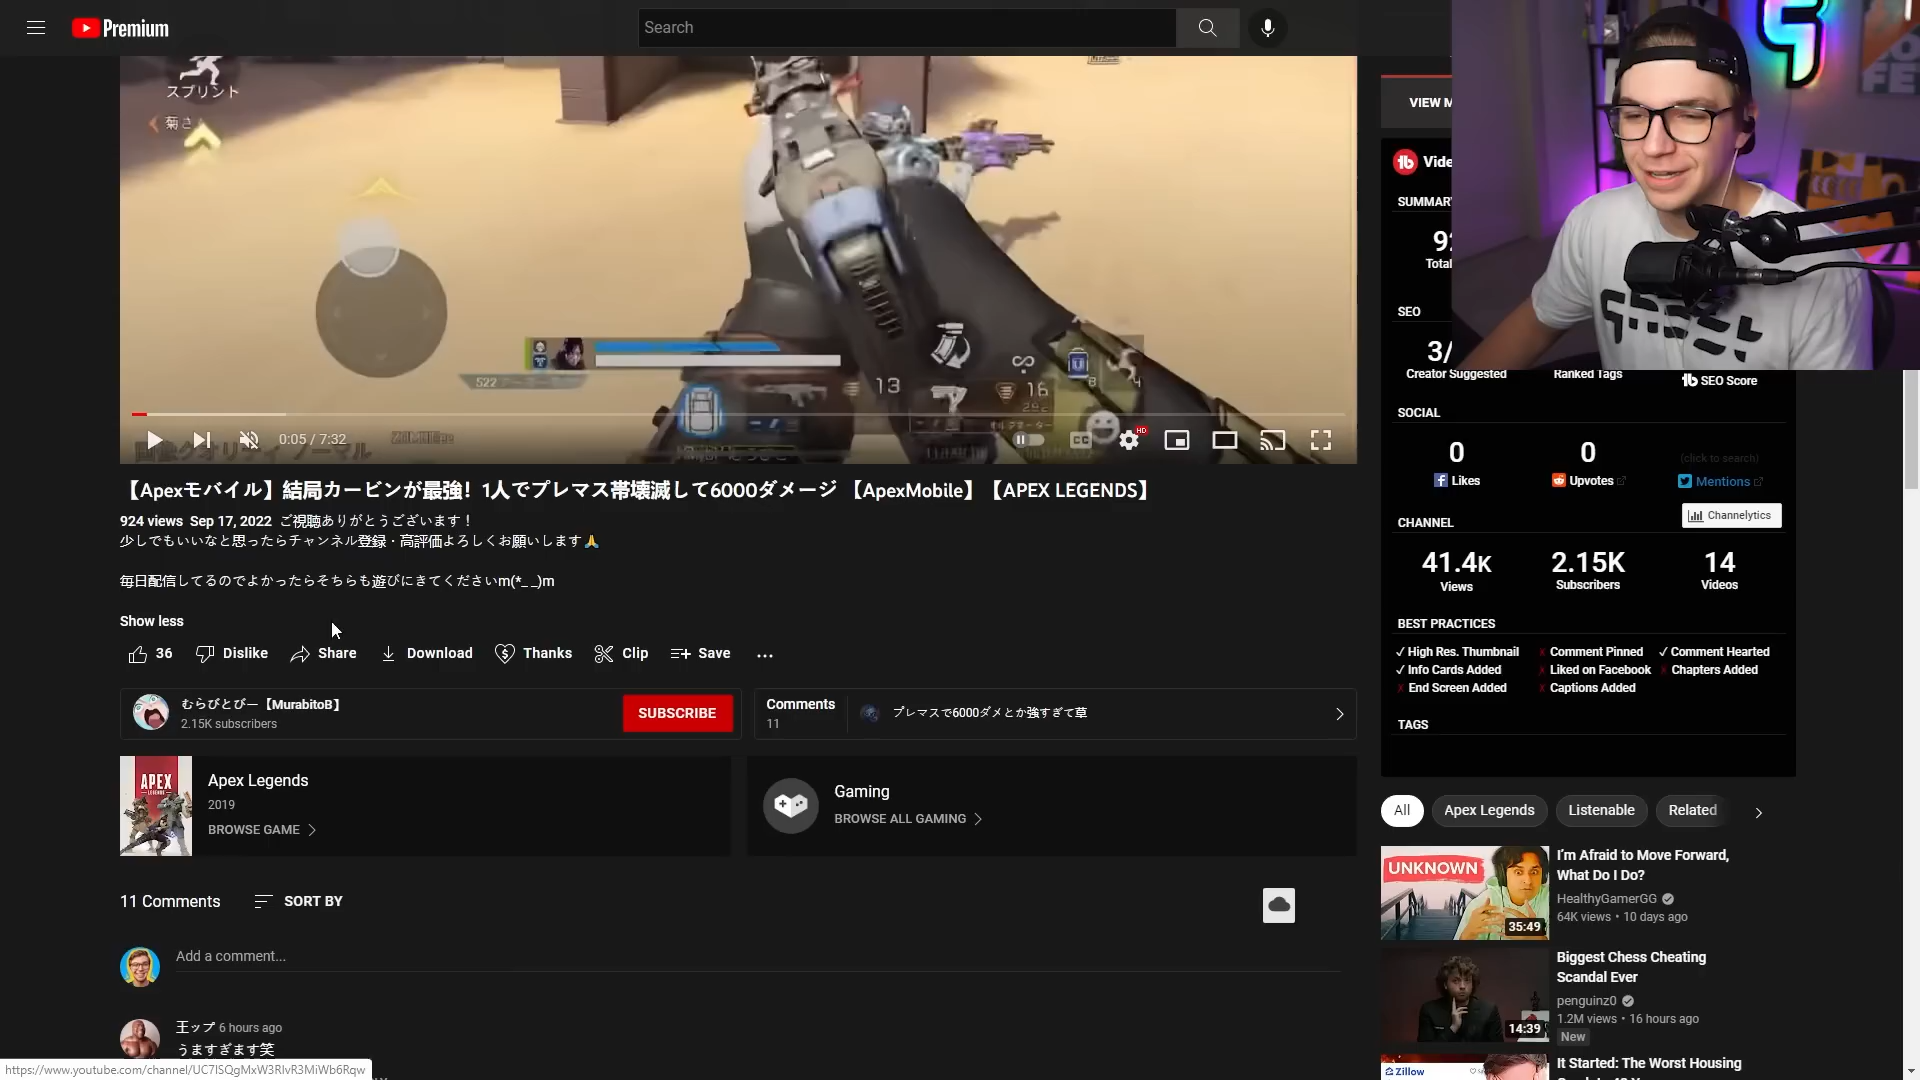 Premium
Search
スプリント
菊さ
522
13
16
8
4
0:05 / 7:32
CC
HD
【Apexモバイル】結局カービンが最強！1人でプレマス帯壊滅して6000ダメージ 【ApexMobile】【APEX LEGENDS】
924 views Sep 17, 2022 ご視聴ありがとうございます！
少しでもいいなと思ったらチャンネル登録・高評価よろしくお願いします🙏
毎日配信してるのでよかったらそちらも遊びにきてくださいm(*_ _)m
Show less
36
Dislike
Share
Download
Thanks
Clip
Save
むらびとびー【MurabitoB】
2.15K subscribers
SUBSCRIBE
Comments
11
プレマスで6000ダメとか強すぎて草
APEX
LEGENDS
Apex Legends
2019
BROWSE GAME
Gaming
BROWSE ALL GAMING
11 Comments
SORT BY
Add a comment...
王ップ 6 hours ago
うますぎます笑
https://www.youtube.com/channel/UC7lSQgMxW3RlvR3MiWb6Rqw
VIEW M
Vide
SUMMAR
92
Total
SEO
3/
Creator Suggested
Ranked Tags
SEO Score
SOCIAL
0
Likes
0
Upvotes
(click to search)
Mentions
CHANNEL
Channelytics
41.4K
Views
2.15K
Subscribers
14
Videos
BEST PRACTICES
✓ High Res. Thumbnail
x Comment Pinned
✓ Comment Hearted
✓ Info Cards Added
x Liked on Facebook
x Chapters Added
x End Screen Added
x Captions Added
TAGS
All
Apex Legends
Listenable
Related
UNKNOWN
35:49
I'm Afraid to Move Forward,
What Do I Do?
HealthyGamerGG
64K views • 10 days ago
14:39
Biggest Chess Cheating
Scandal Ever
penguinz0
1.2M views • 16 hours ago
New
Zillow
It Started: The Worst Housing